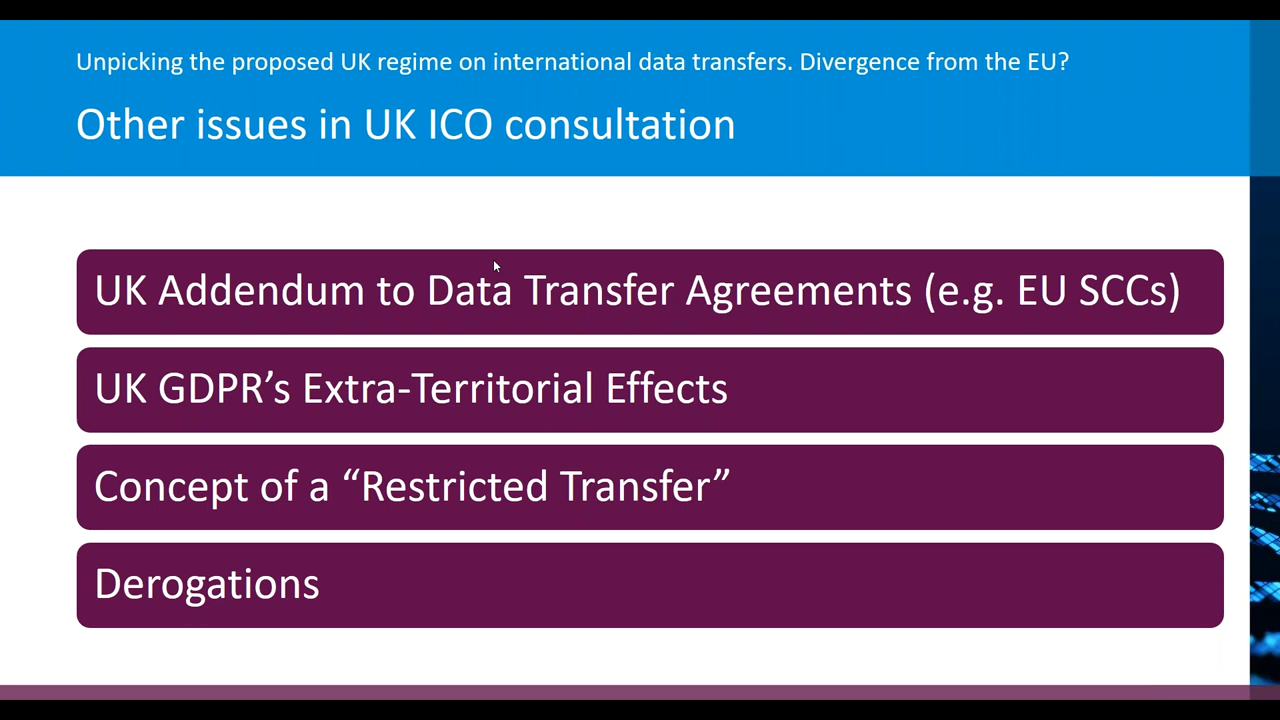 Unpicking the proposed UK regime on international data transfers. Divergence from the EU?
Other issues in UK ICO consultation
UK Addendum to Data Transfer Agreements (e.g. EU SCCs)
UK GDPR’s Extra-Territorial Effects
Concept of a “Restricted Transfer”
Derogations